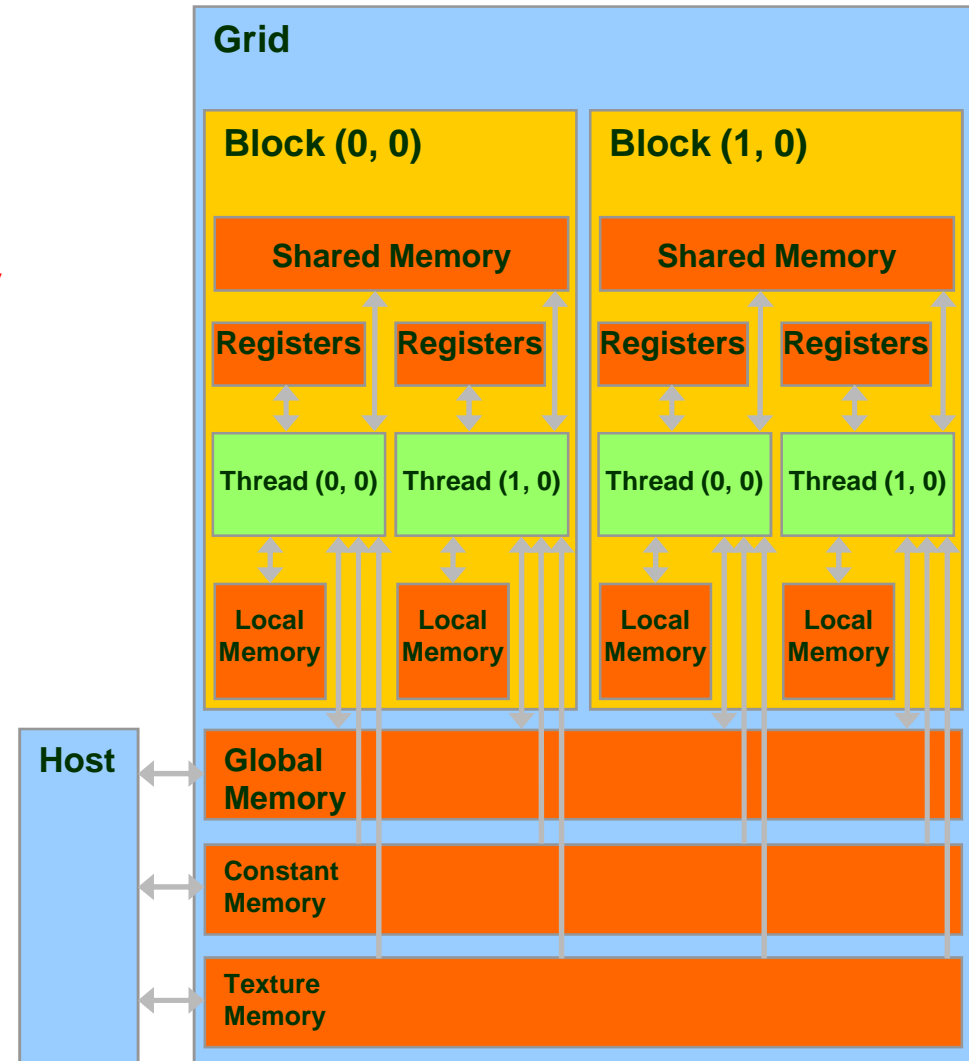 Grid
Block (0, 0)
Block (1, 0)
Shared Memory
Shared Memory
Registers
Registers
Registers
Registers
Thread (0, 0)
Thread (1, 0)
Thread (0, 0)
Thread (1, 0)
Local
Memory
Local
Memory
Local
Memory
Local
Memory
Host
Global
Memory
Constant
Memory
Texture
Memory